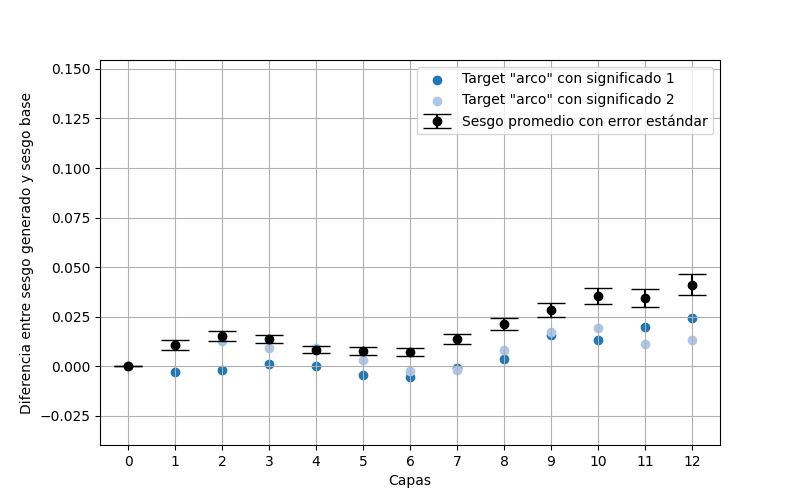 0.150
0.125
0.100
0.075
0.050
0.025
0.000
−0.025
Diferencia entre sesgo generado y sesgo base
Target "arco" con significado 1
Target "arco" con significado 2
Sesgo promedio con error estándar
0 1 2 3 4 5 6 7 8 9 10 11 12
Capas